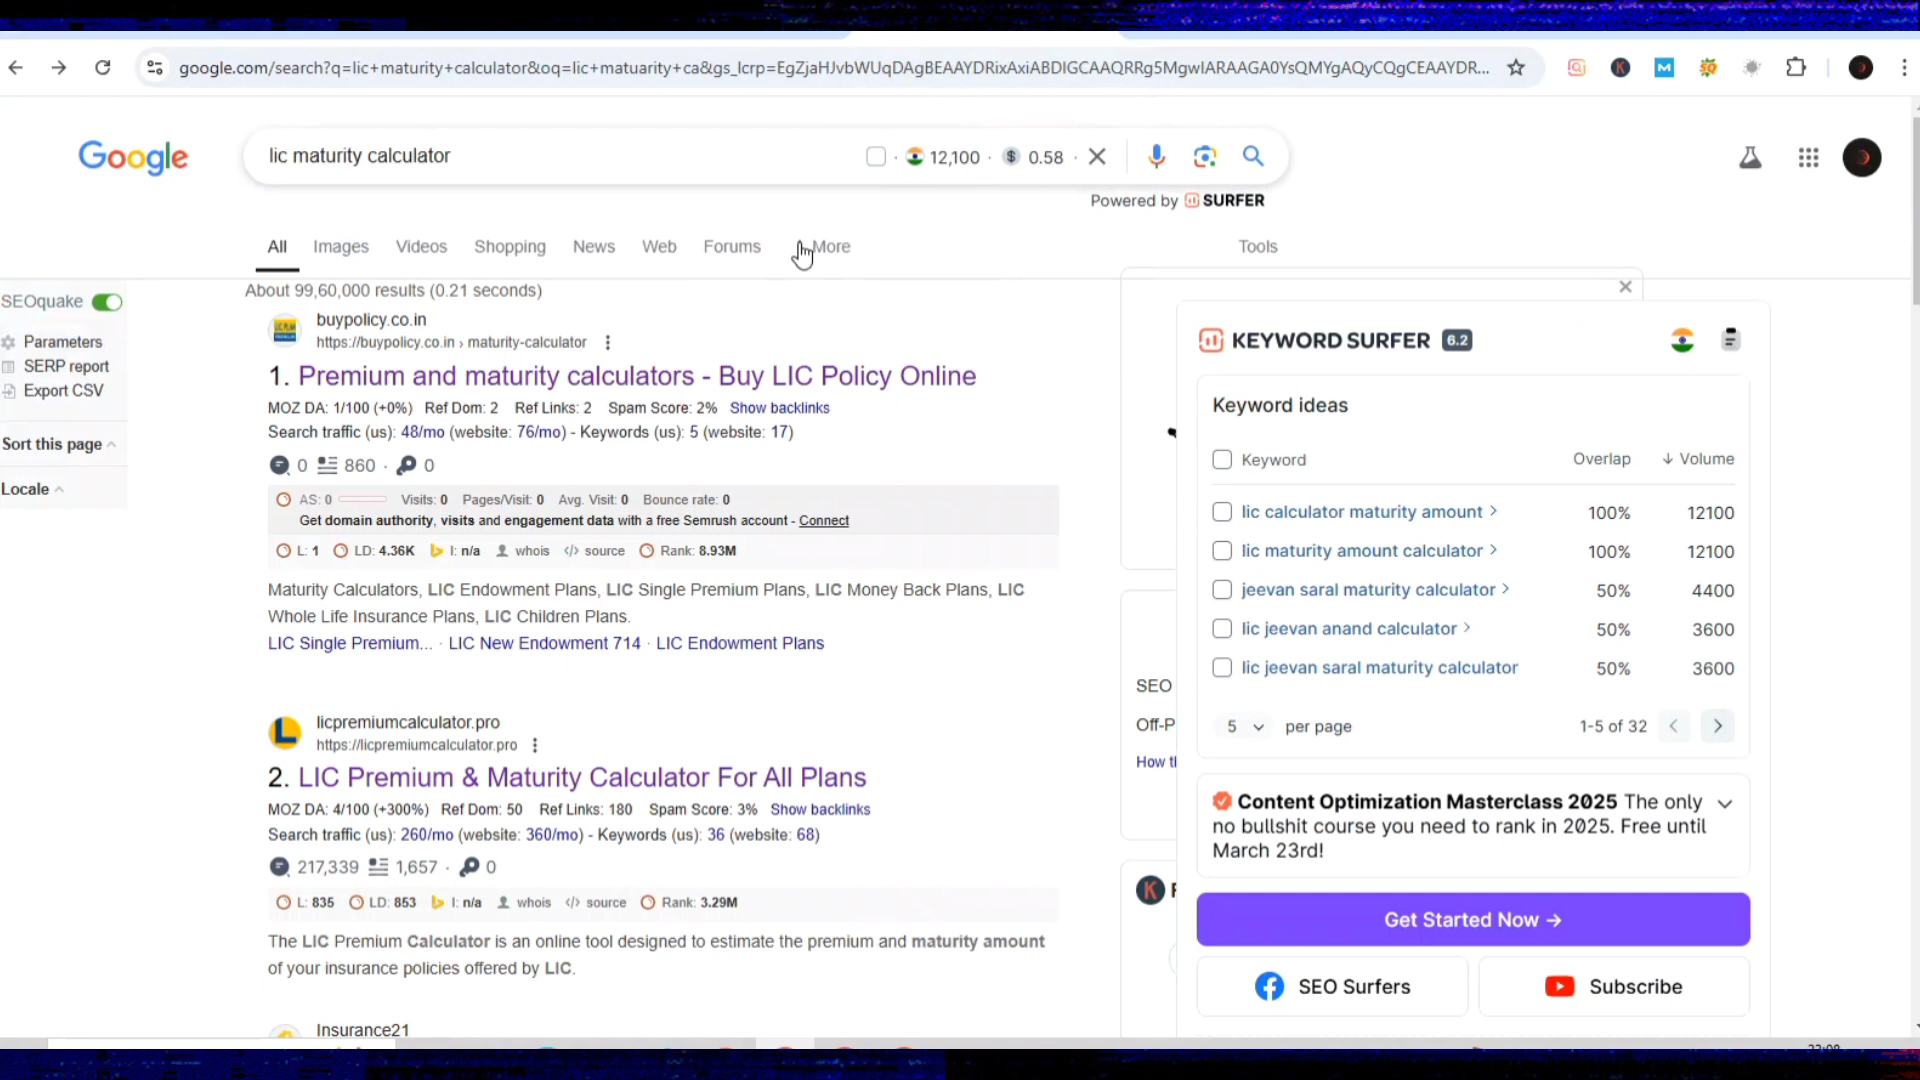 google.com/search?q=lic+maturity+calculator&oq=lic+matuarity+ca&gs_lcrp=EgZjaHJvbWUqDAgBEAAYDRixAxiABDIGCAAQRRg5MgwIARAAGA0YsQMYgAQyCQgCEAAYDR...
Google
lic maturity calculator
12,100 · $ 0.58
Powered by SURFER
All Images Videos Shopping News Web Forums More Tools
About 99,60,000 results (0.21 seconds)
SEOquake
Parameters
SERP report
Export CSV
Sort this page
Locale
buypolicy.co.in
https://buypolicy.co.in › maturity-calculator
1. Premium and maturity calculators - Buy LIC Policy Online
MOZ DA: 1/100 (+0%) Ref Dom: 2 Ref Links: 2 Spam Score: 2% Show backlinks
Search traffic (us): 48/mo (website: 76/mo) - Keywords (us): 5 (website: 17)
0 860 · 0
AS: 0 Visits: 0 Pages/Visit: 0 Avg. Visit: 0 Bounce rate: 0
Get domain authority, visits and engagement data with a free Semrush account - Connect
L: 1 LD: 4.36K I: n/a whois source Rank: 8.93M
Maturity Calculators, LIC Endowment Plans, LIC Single Premium Plans, LIC Money Back Plans, LIC
Whole Life Insurance Plans, LIC Children Plans.
LIC Single Premium... · LIC New Endowment 714 · LIC Endowment Plans
licpremiumcalculator.pro
https://licpremiumcalculator.pro
2. LIC Premium & Maturity Calculator For All Plans
MOZ DA: 4/100 (+300%) Ref Dom: 50 Ref Links: 180 Spam Score: 3% Show backlinks
Search traffic (us): 260/mo (website: 360/mo) - Keywords (us): 36 (website: 68)
217,339 1,657 · 0
L: 835 LD: 853 I: n/a whois source Rank: 3.29M
The LIC Premium Calculator is an online tool designed to estimate the premium and maturity amount
of your insurance policies offered by LIC.
Insurance21
SEO
Off-P
How t
KEYWORD SURFER 6.2
Keyword ideas
Keyword Overlap Volume
lic calculator maturity amount 100% 12100
lic maturity amount calculator 100% 12100
jeevan saral maturity calculator 50% 4400
lic jeevan anand calculator 50% 3600
lic jeevan saral maturity calculator 50% 3600
5 per page 1-5 of 32
Content Optimization Masterclass 2025 The only
no bullshit course you need to rank in 2025. Free until
March 23rd!
Get Started Now →
SEO Surfers
Subscribe